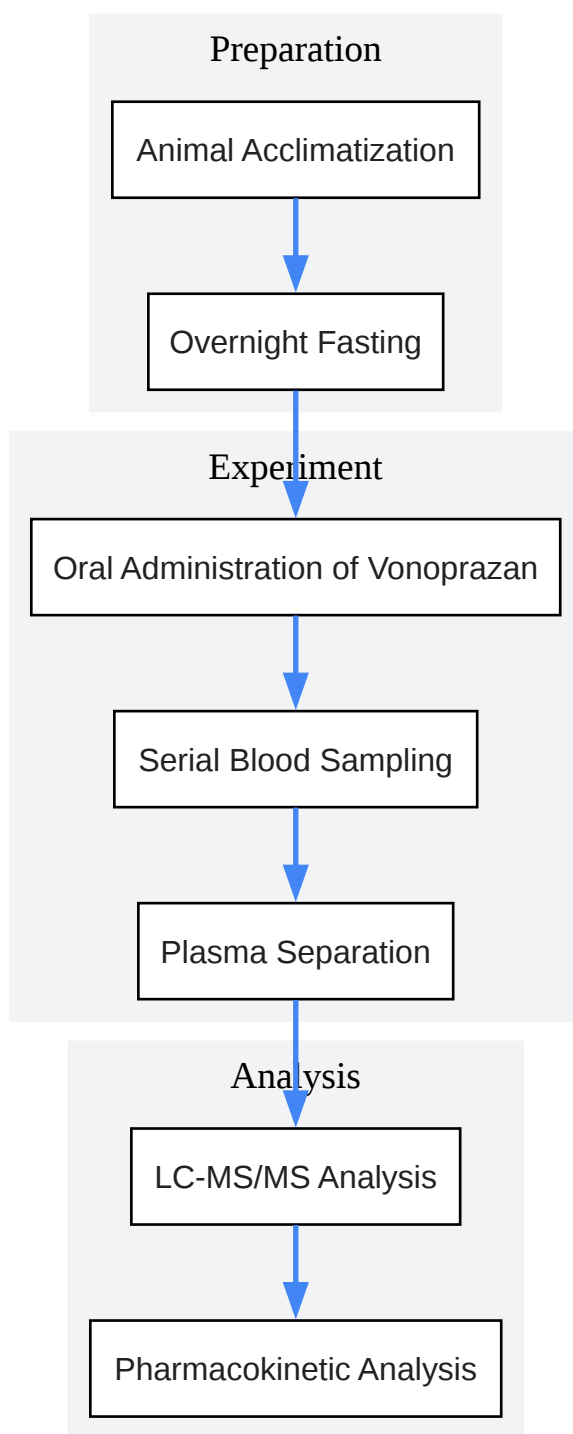 Preparation
Animal Acclimatization
Overnight Fasting
Experiment
Oral Administration of Vonoprazan
Serial Blood Sampling
Plasma Separation
Analysis
LC-MS/MS Analysis
Pharmacokinetic Analysis